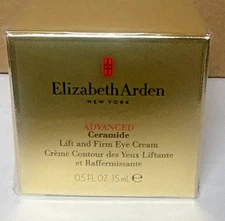 Elizabeth Arden
NEW YORK
ADVANCED
Ceramide
Lift and Firm Eye Cream
Crème Contour des Yeux Liftante
et Raffermissante
0.5 FL.OZ. 15 mL ℮